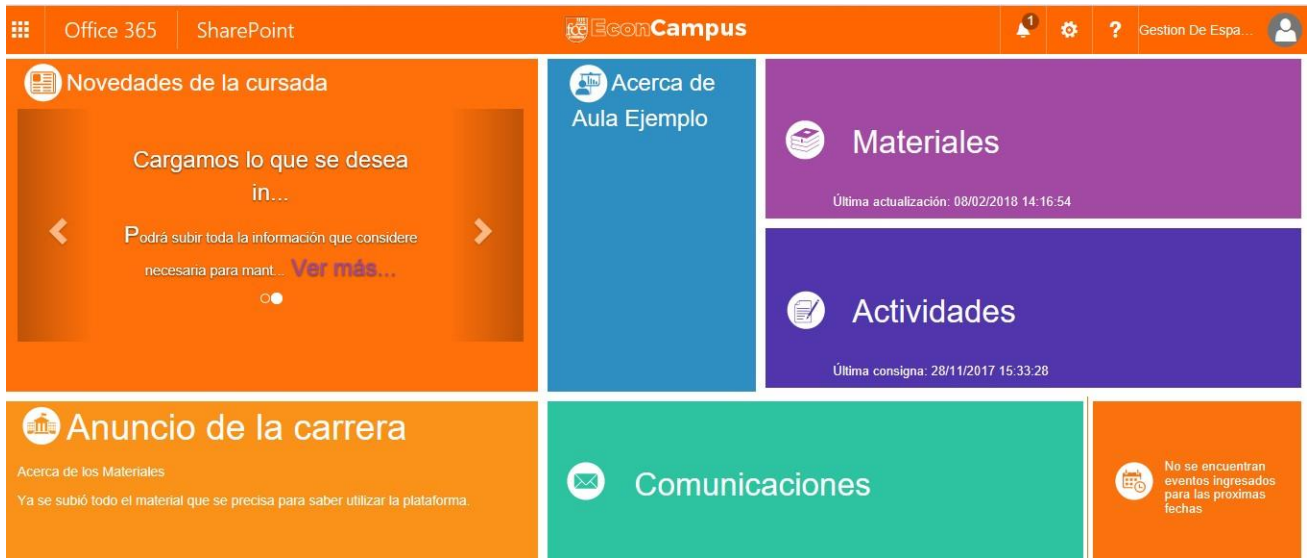 Office 365
SharePoint
fce EconCampus
1
?
Gestion De Espa...
Novedades de la cursada
Cargamos lo que se desea
in...
Podrá subir toda la información que considere
necesaria para mant... Ver más...
Acerca de
Aula Ejemplo
Materiales
Última actualización: 08/02/2018 14:16:54
Actividades
Última consigna: 28/11/2017 15:33:28
Anuncio de la carrera
Acerca de los Materiales
Ya se subió todo el material que se precisa para saber utilizar la plataforma.
Comunicaciones
No se encuentran
eventos ingresados
para las proximas
fechas